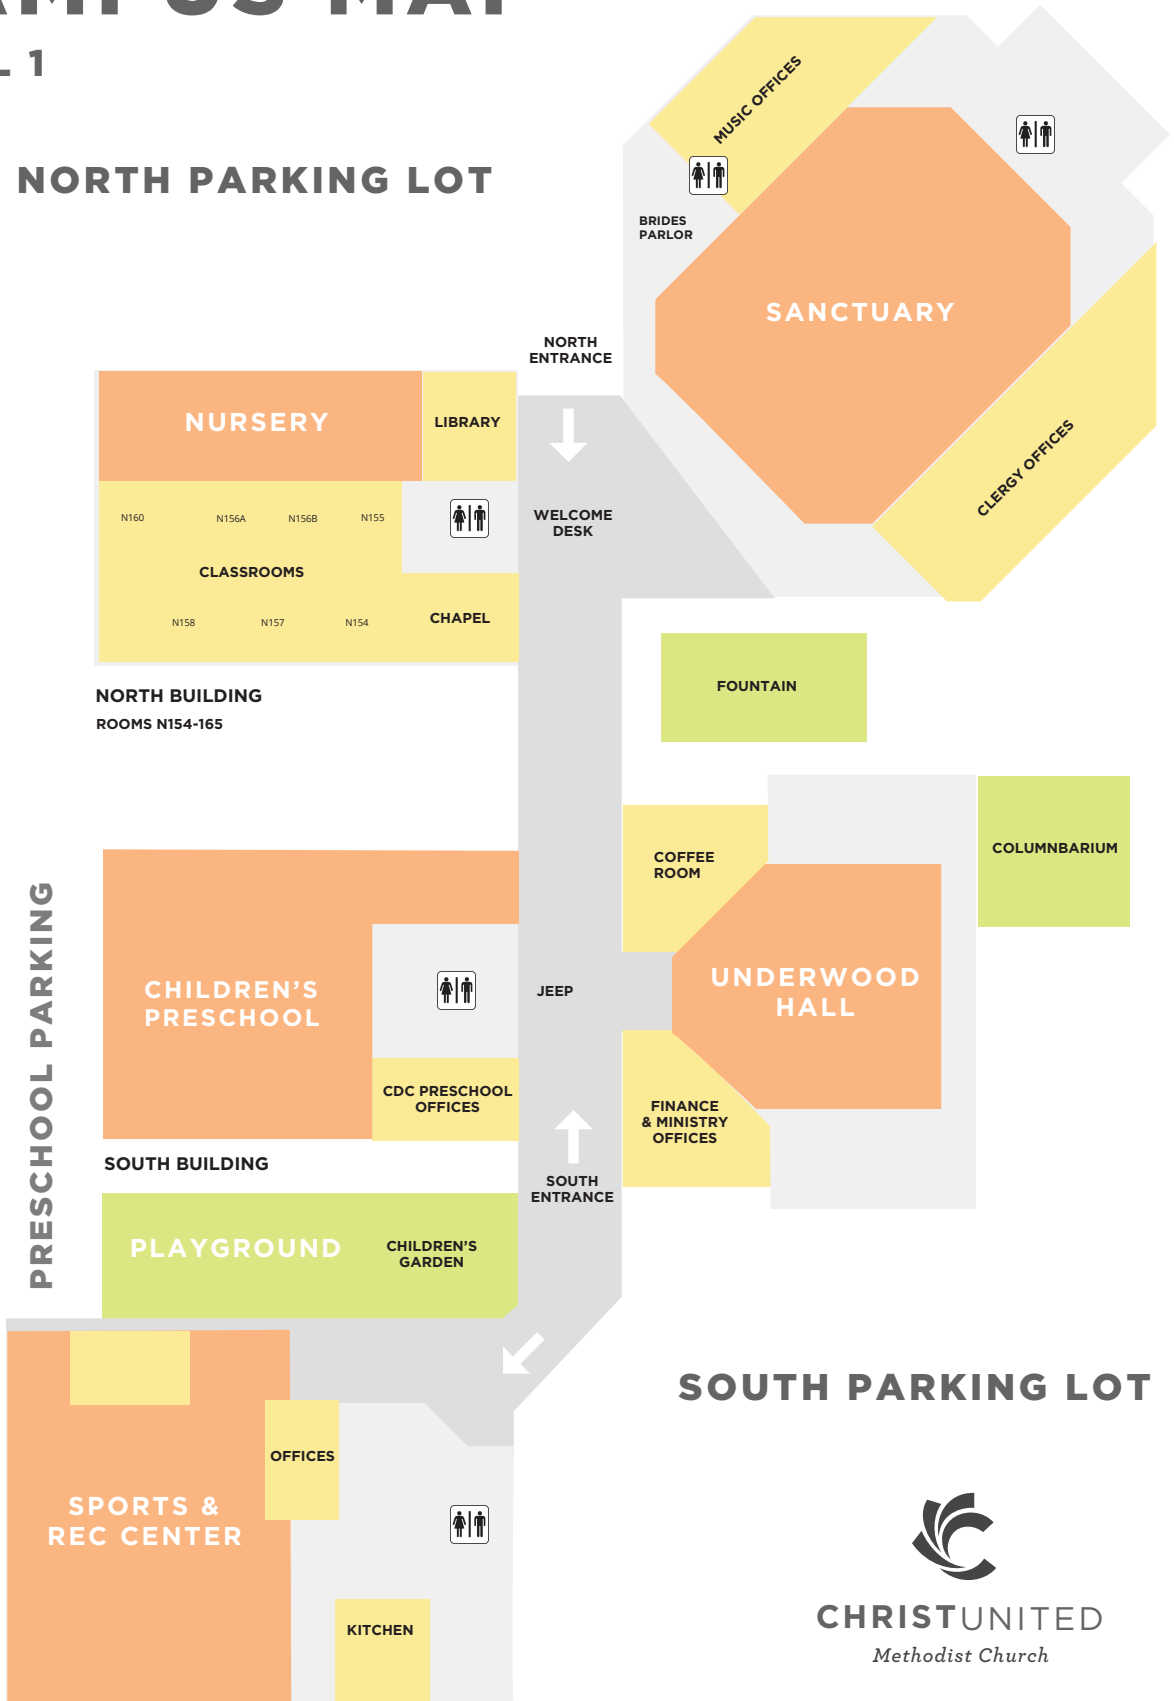 L 1
NORTH PARKING LOT
MUSIC OFFICES
BRIDES
PARLOR
SANCTUARY
CLERGY OFFICES
NORTH
ENTRANCE
NURSERY
LIBRARY
N160
N156A
N156B
N155
WELCOME
DESK
CLASSROOMS
N158
N157
N154
CHAPEL
NORTH BUILDING
ROOMS N154-165
FOUNTAIN
COFFEE
ROOM
COLUMNBARIUM
UNDERWOOD
HALL
PRESCHOOL PARKING
CHILDREN’S
PRESCHOOL
JEEP
CDC PRESCHOOL
OFFICES
FINANCE
& MINISTRY
OFFICES
SOUTH BUILDING
SOUTH
ENTRANCE
PLAYGROUND
CHILDREN’S
GARDEN
SOUTH PARKING LOT
OFFICES
SPORTS &
REC CENTER
KITCHEN
CHRISTUNITED
Methodist Church